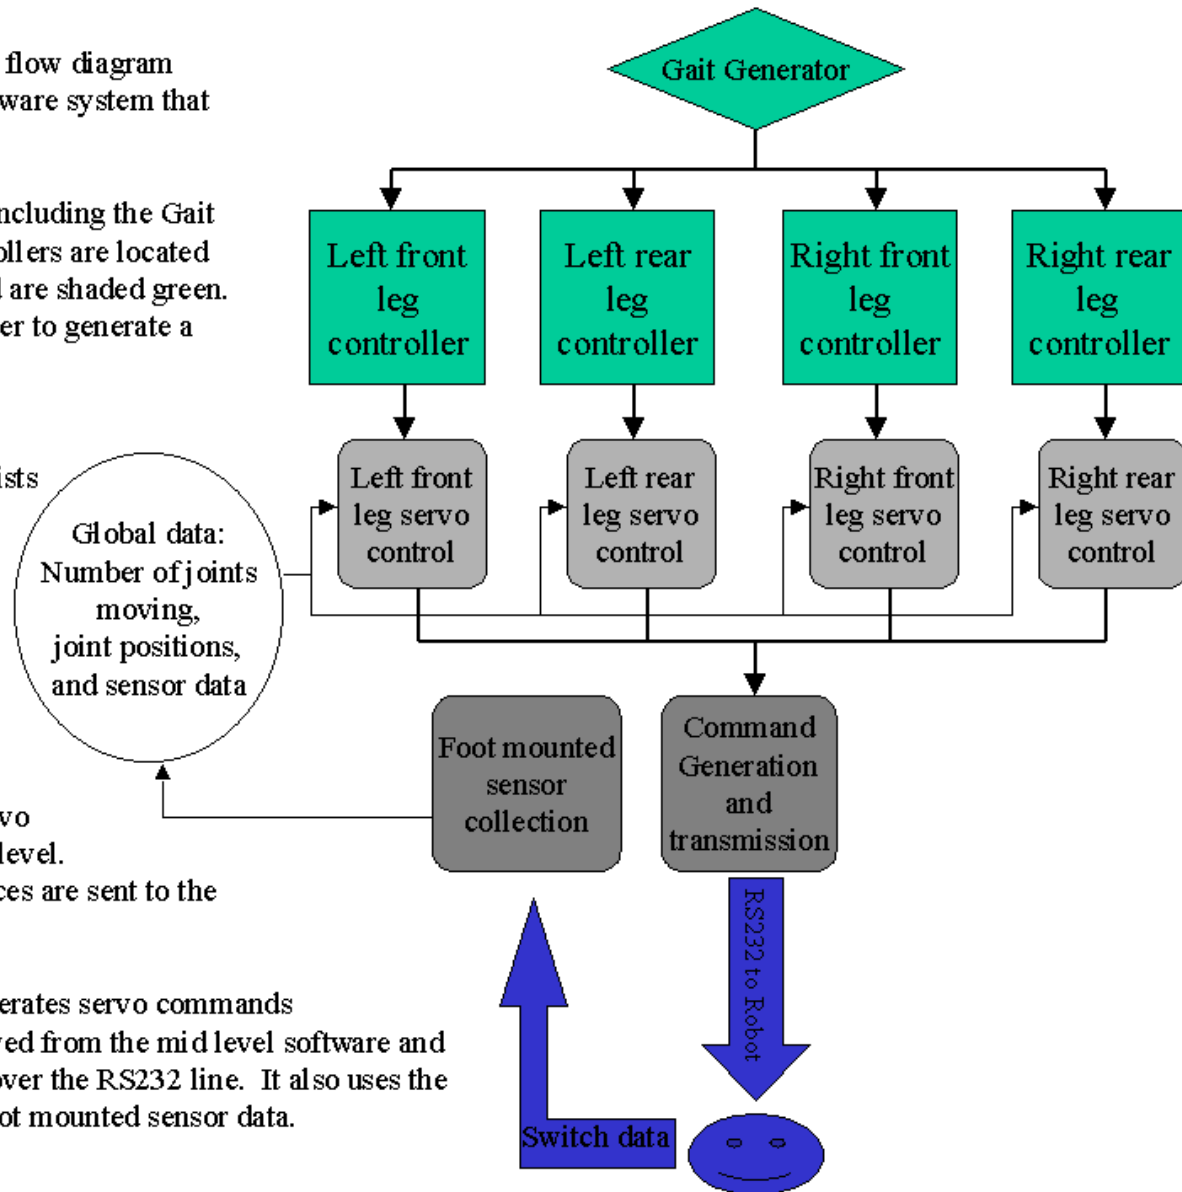 flow diagram
ware system that
ncluding the Gait
ollers are located
d are shaded green.
er to generate a
ists
vo
level.
ces are sent to the
erates servo commands
ved from the mid level software and
over the RS232 line. It also uses the
ot mounted sensor data.
Gait Generator
Left front
leg
controller
Left rear
leg
controller
Right front
leg
controller
Right rear
leg
controller
Left front
leg servo
control
Left rear
leg servo
control
Right front
leg servo
control
Right rear
leg servo
control
Global data:
Number of joints
moving,
joint positions,
and sensor data
Foot mounted
sensor
collection
Command
Generation
and
transmission
RS232 to Robot
Switch data